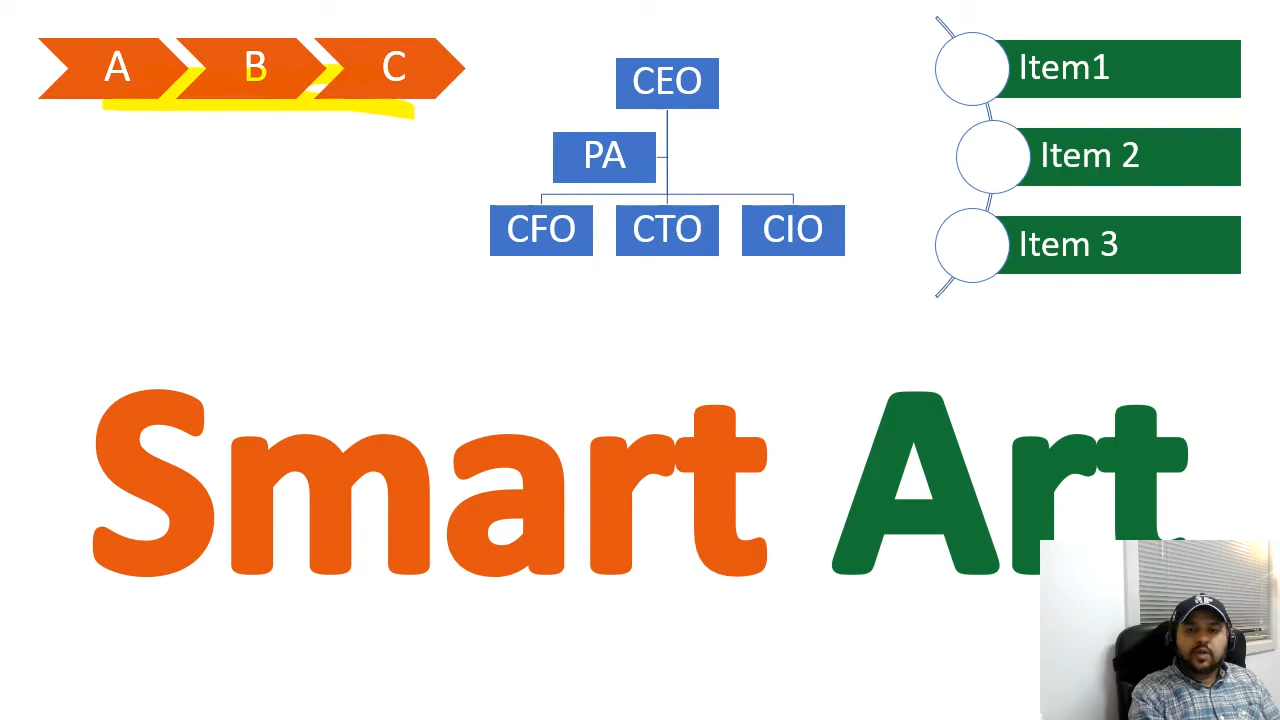 A B C
CEO
PA
CFO CTO CIO
Item1
Item 2
Item 3
Smart Art